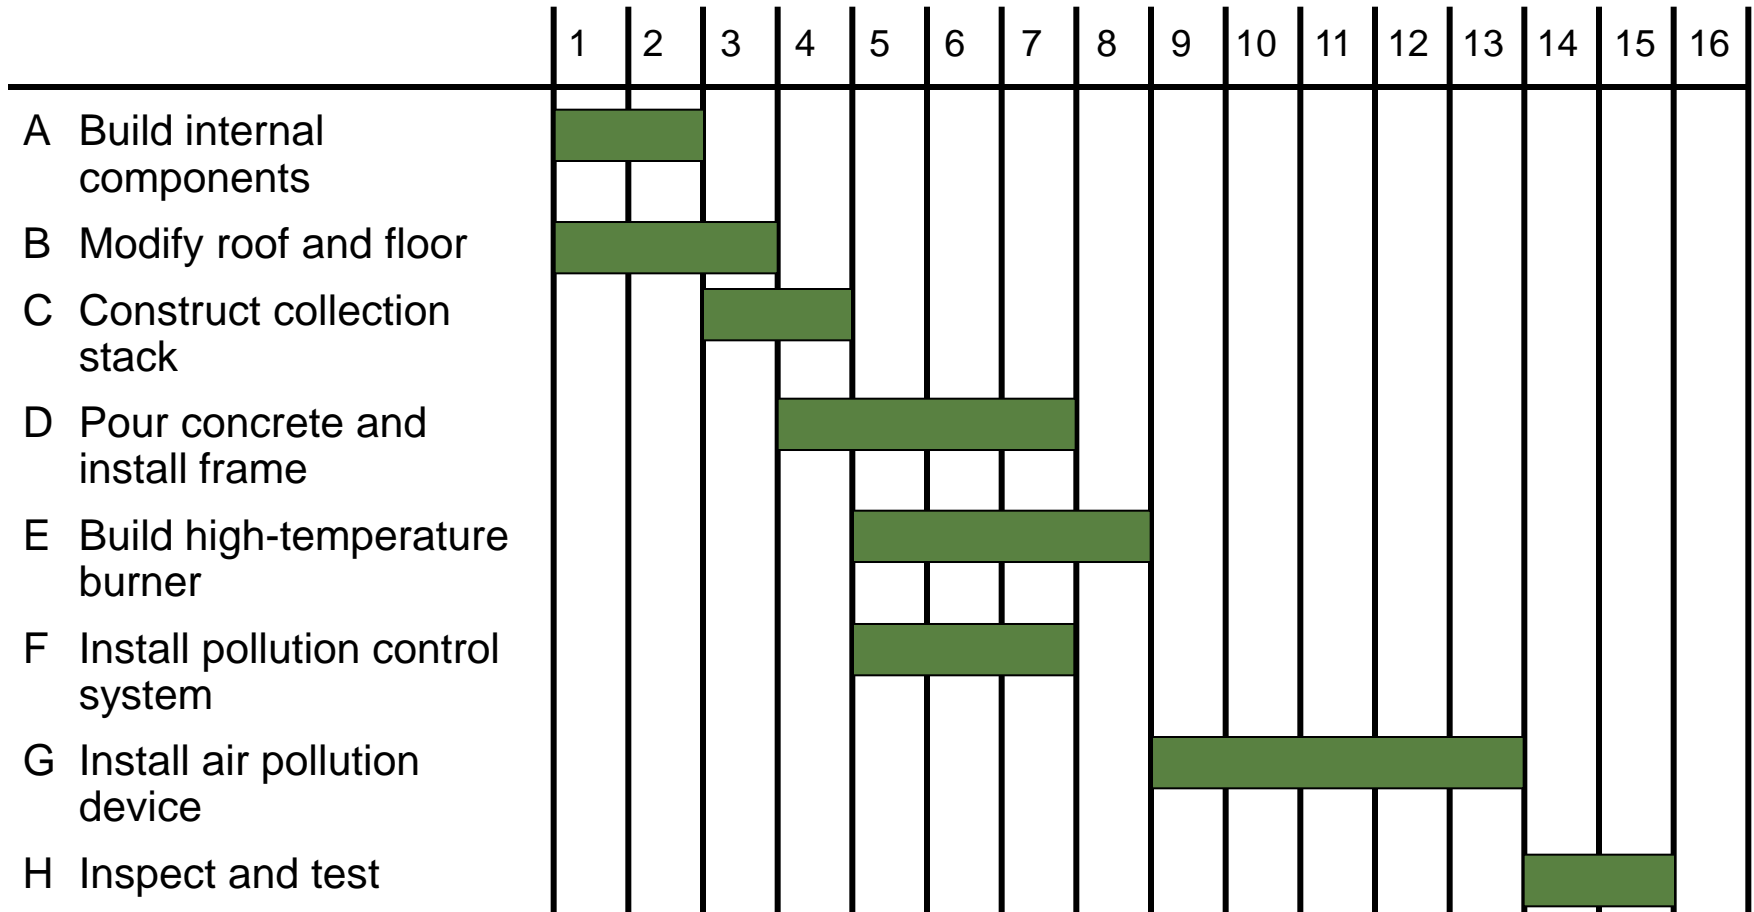 1 2 3 4 5 6 7 8 9 10 11 12 13 14 15 16
A Build internal
components
B Modify roof and floor
C Construct collection
stack
D Pour concrete and
install frame
E Build high-temperature
burner
F Install pollution control
system
G Install air pollution
device
H Inspect and test